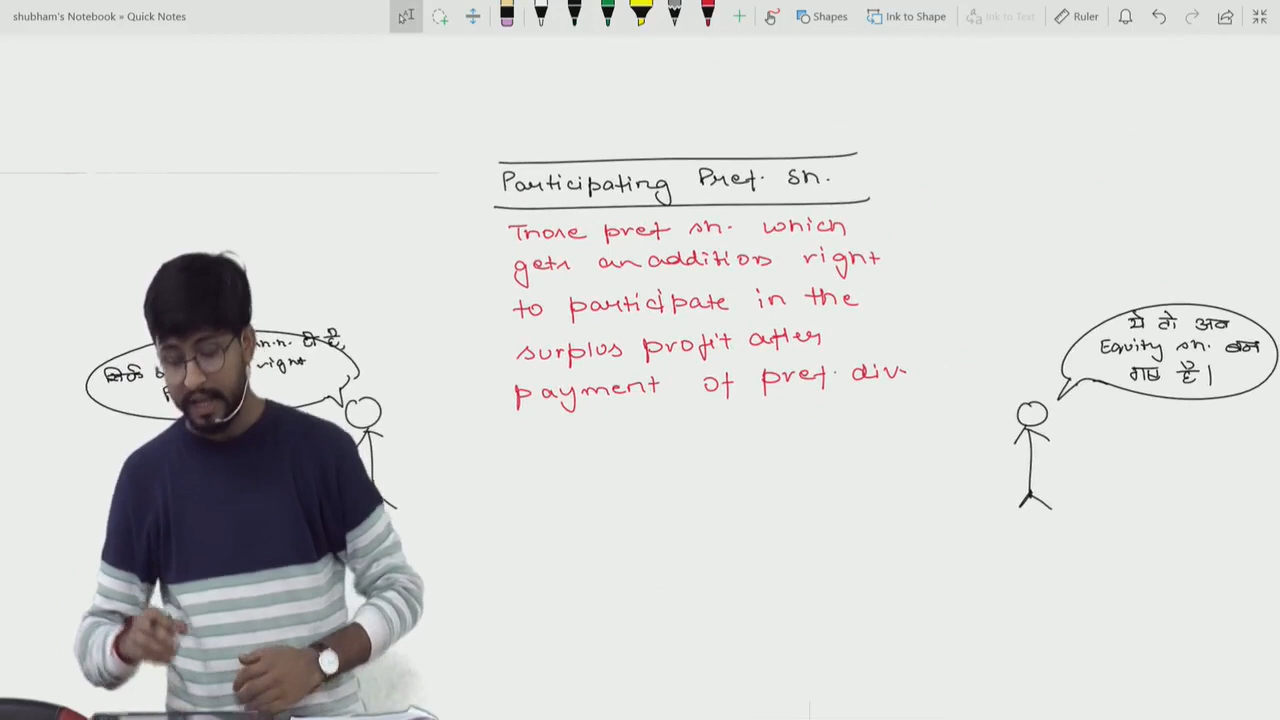 shubham's Notebook » Quick Notes
Shapes
Ink to Shape
Ink to Text
Ruler
Participating Pref. sh.
Those pref sh. which
gets an addition right
to participate in the
surplus profit after
payment of pref. div.
right
ये तो अब
Equity sh. बन
गए है।